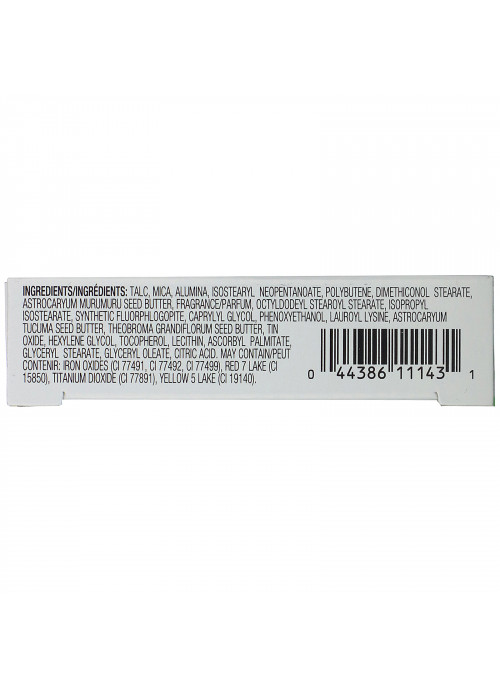 INGREDIENTS/INGRÉDIENTS: TALC, MICA, ALUMINA, ISOSTEARYL NEOPENTANOATE, POLYBUTENE, DIMETHICONOL STEARATE,
ASTROCARYUM MURUMURU SEED BUTTER, FRAGRANCE/PARFUM, OCTYLDODECYL STEAROYL STEARATE, ISOPROPYL
ISOSTEARATE, SYNTHETIC FLUORPHLOGOPITE, CAPRYLYL GLYCOL, PHENOXYETHANOL, LAUROYL LYSINE, ASTROCARYUM
TUCUMA SEED BUTTER, THEOBROMA GRANDIFLORUM SEED BUTTER, TIN
OXIDE, HEXYLENE GLYCOL, TOCOPHEROL, LECITHIN, ASCORBYL PALMITATE,
GLYCERYL STEARATE, GLYCERYL OLEATE, CITRIC ACID. MAY CONTAIN/PEUT
CONTENIR: IRON OXIDES (CI 77491, CI 77492, CI 77499), RED 7 LAKE (CI
15850), TITANIUM DIOXIDE (CI 77891), YELLOW 5 LAKE (CI 19140).
0 44386 11143 1